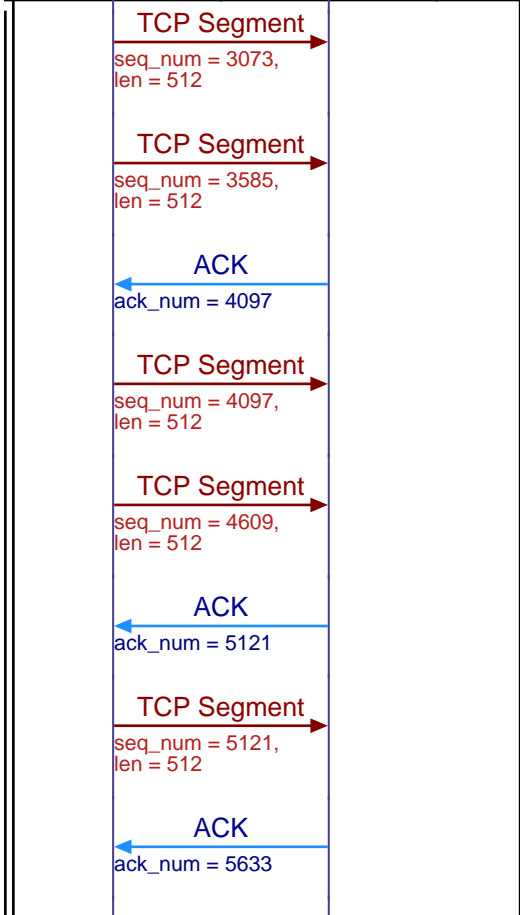 TCP Segment
seq_num = 3073,
len = 512
TCP Segment
seq_num = 3585,
len = 512
ACK
ack_num = 4097
TCP Segment
seq_num = 4097,
len = 512
TCP Segment
seq_num = 4609,
len = 512
ACK
ack_num = 5121
TCP Segment
seq_num = 5121,
len = 512
ACK
ack_num = 5633